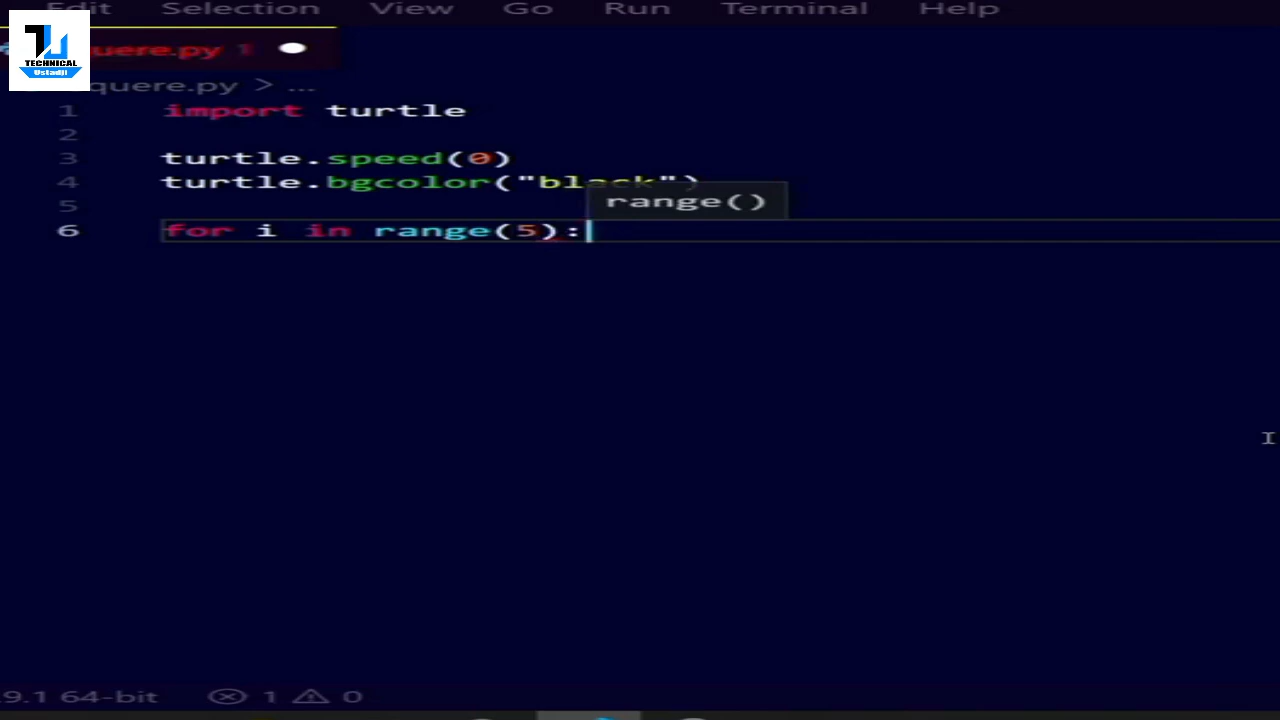 Edit Selection View Go Run Terminal Help
TECHNICAL
Ustadji
quere.py 1
quere.py > ...
1 import turtle
2
3 turtle.speed(0)
4 turtle.bgcolor("black")
range()
5
6 for i in range(5):
9.1 64-bit 1 0